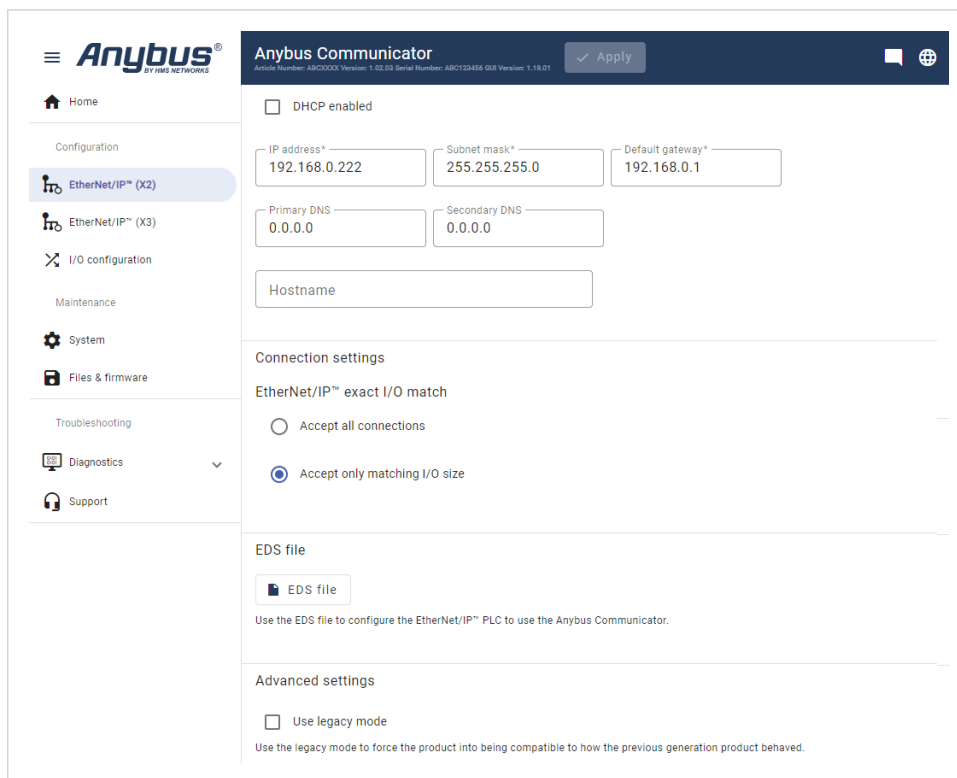 Anybus®
BY HMS NETWORKS
Anybus Communicator
Article Number: ABCXXXX Version: 1.02.03 Serial Number: ABC123456 GUI Version: 1.18.01
Apply
Home
Configuration
EtherNet/IP™ (X2)
EtherNet/IP™ (X3)
I/O configuration
Maintenance
System
Files & firmware
Troubleshooting
Diagnostics
Support
DHCP enabled
IP address*
192.168.0.222
Subnet mask*
255.255.255.0
Default gateway*
192.168.0.1
Primary DNS
0.0.0.0
Secondary DNS
0.0.0.0
Hostname
Connection settings
EtherNet/IP™ exact I/O match
Accept all connections
Accept only matching I/O size
EDS file
EDS file
Use the EDS file to configure the EtherNet/IP™ PLC to use the Anybus Communicator.
Advanced settings
Use legacy mode
Use the legacy mode to force the product into being compatible to how the previous generation product behaved.